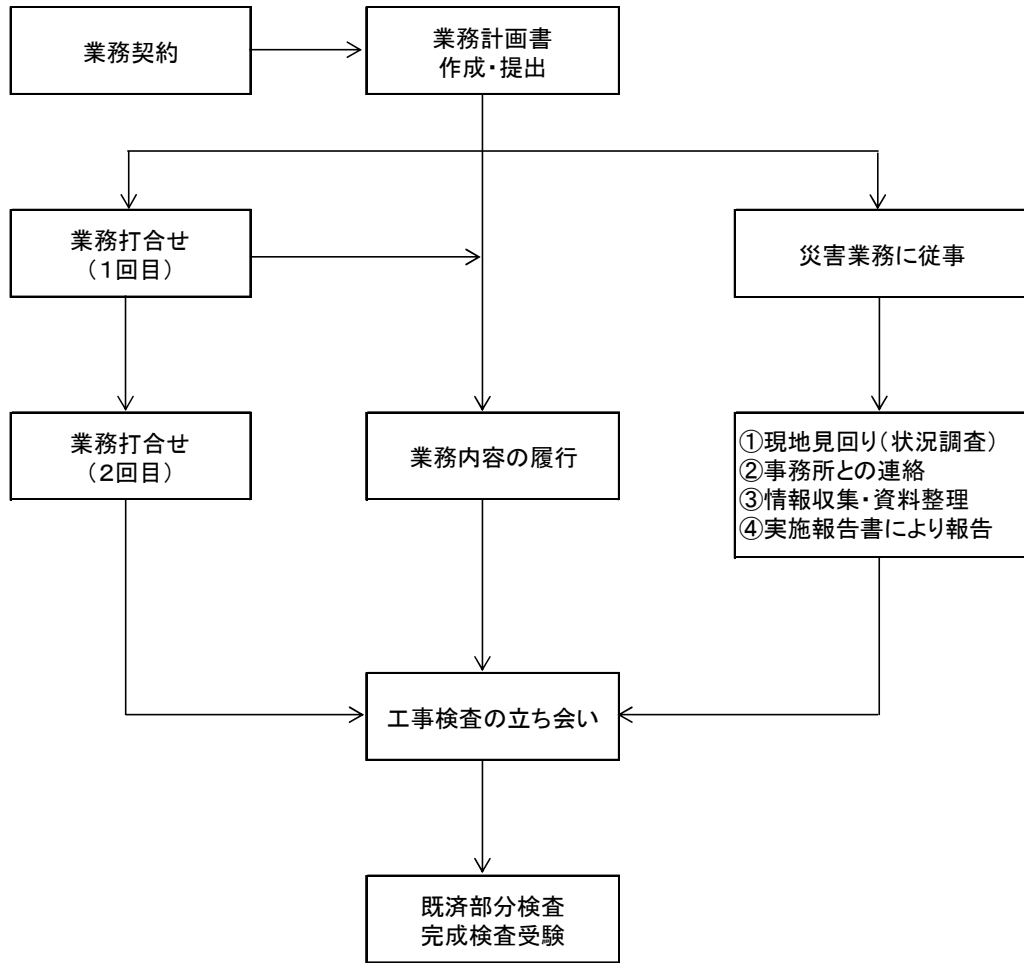 業務契約
業務計画書
作成・提出
業務打合せ
（１回目）
災害業務に従事
業務打合せ
（２回目）
業務内容の履行
①現地見回り（状況調査）
②事務所との連絡
③情報収集・資料整理
④実施報告書により報告
工事検査の立ち会い
既済部分検査
完成検査受験